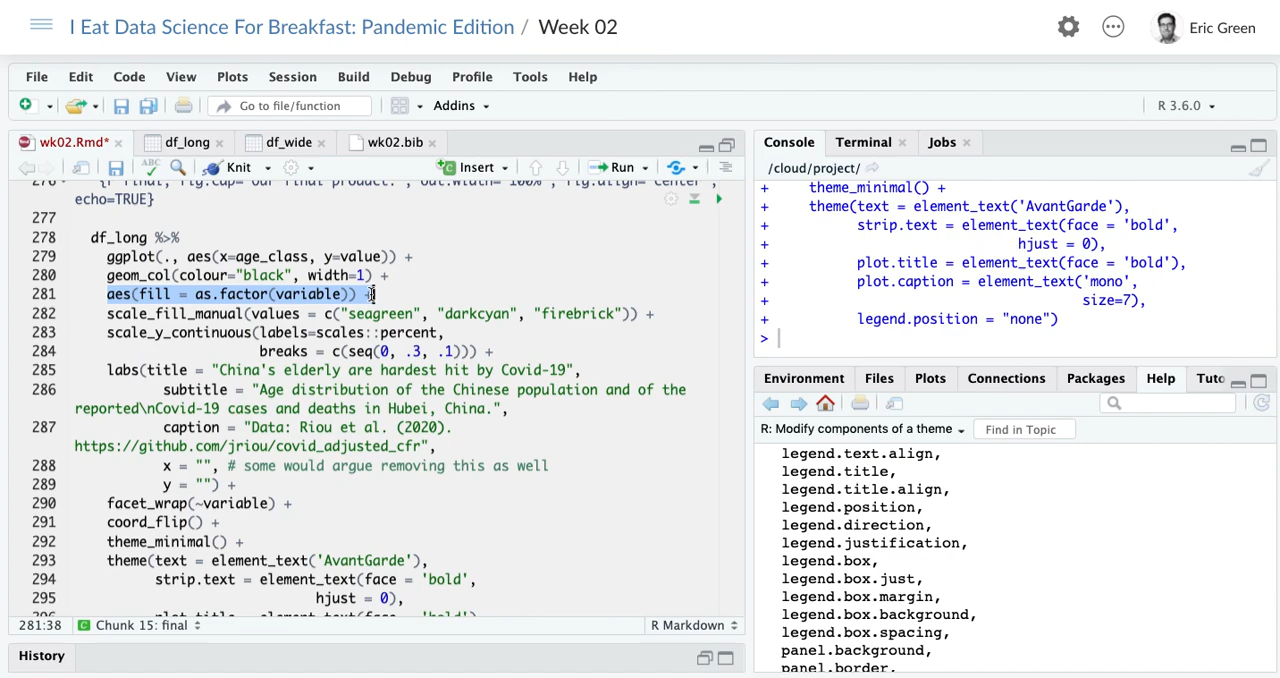 I Eat Data Science For Breakfast: Pandemic Edition / Week 02
Eric Green
File Edit Code View Plots Session Build Debug Profile Tools Help
Go to file/function
Addins
R 3.6.0
wk02.Rmd*
df_long
df_wide
wk02.bib
ABC
Knit
Insert
Run
echo=TRUE}
277
278 df_long %>%
279 ggplot(., aes(x=age_class, y=value)) +
280 geom_col(colour="black", width=1) +
281 aes(fill = as.factor(variable)) +
282 scale_fill_manual(values = c("seagreen", "darkcyan", "firebrick")) +
283 scale_y_continuous(labels=scales::percent,
284 breaks = c(seq(0, .3, .1))) +
285 labs(title = "China's elderly are hardest hit by Covid-19",
286 subtitle = "Age distribution of the Chinese population and of the
reported\nCovid-19 cases and deaths in Hubei, China.",
287 caption = "Data: Riou et al. (2020).
https://github.com/jriou/covid_adjusted_cfr",
288 x = "", # some would argue removing this as well
289 y = "") +
290 facet_wrap(~variable) +
291 coord_flip() +
292 theme_minimal() +
293 theme(text = element_text('AvantGarde'),
294 strip.text = element_text(face = 'bold',
295 hjust = 0),
281:38
Chunk 15: final
R Markdown
History
Console
Terminal
Jobs
/cloud/project/
+ theme_minimal() +
+ theme(text = element_text('AvantGarde'),
+ strip.text = element_text(face = 'bold',
+ hjust = 0),
+ plot.title = element_text(face = 'bold'),
+ plot.caption = element_text('mono',
+ size=7),
+ legend.position = "none")
>
Environment Files Plots Connections Packages Help Tuto
R: Modify components of a theme
Find in Topic
legend.text.align,
legend.title,
legend.title.align,
legend.position,
legend.direction,
legend.justification,
legend.box,
legend.box.just,
legend.box.margin,
legend.box.background,
legend.box.spacing,
panel.background,
panel.border,